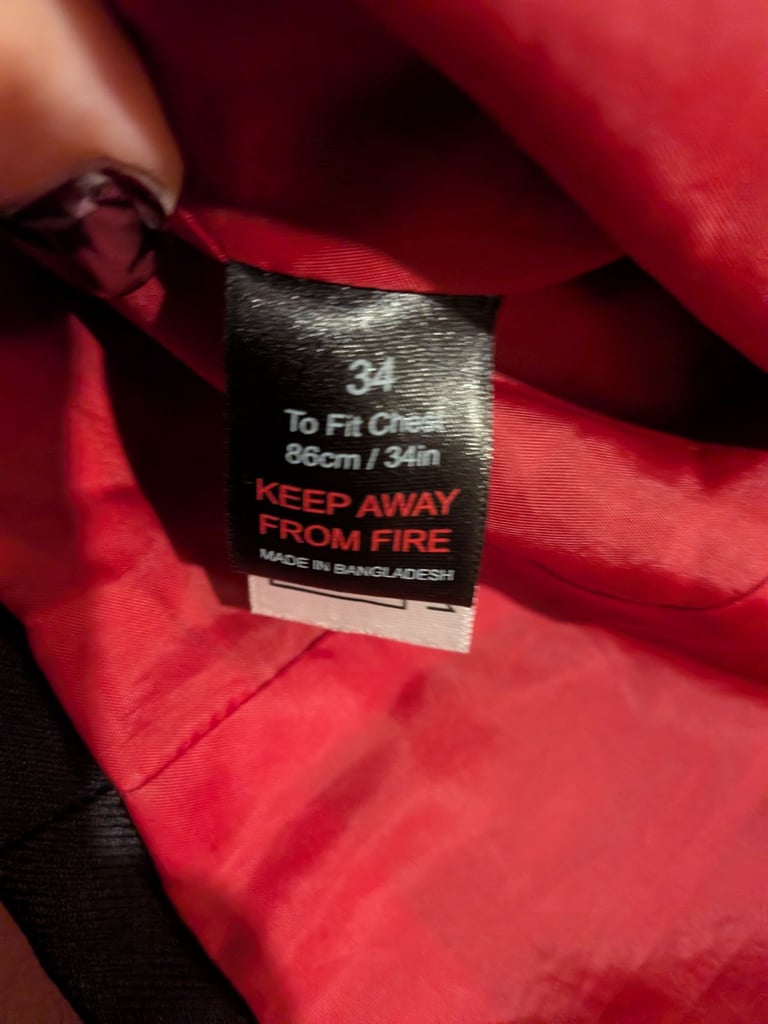 34
To Fit Chest
86cm / 34in
KEEP AWAY
FROM FIRE
MADE IN BANGLADESH